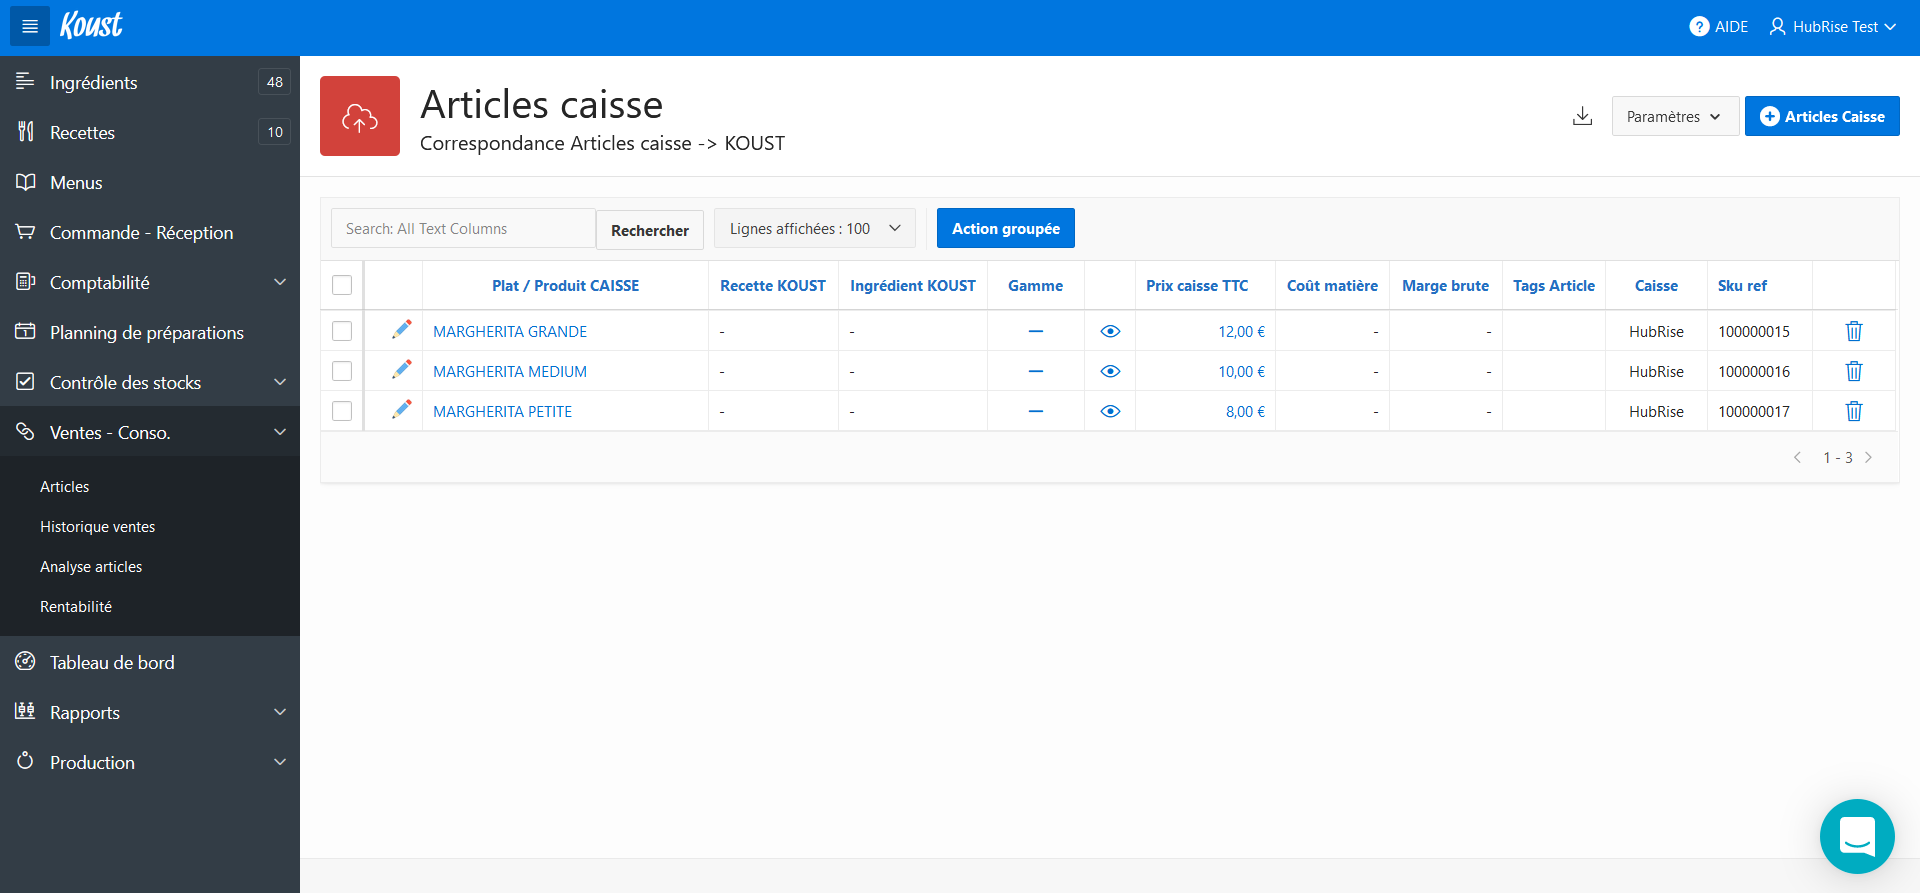 Koust
? AIDE HubRise Test
Ingrédients 48
Recettes 10
Menus
Commande - Réception
Comptabilité
Planning de préparations
Contrôle des stocks
Ventes - Conso.
Articles
Historique ventes
Analyse articles
Rentabilité
Tableau de bord
Rapports
Production
Articles caisse
Correspondance Articles caisse -> KOUST
Paramètres
Articles Caisse
Search: All Text Columns Rechercher Lignes affichées : 100 Action groupée
Plat / Produit CAISSE Recette KOUST Ingrédient KOUST Gamme Prix caisse TTC Coût matière Marge brute Tags Article Caisse Sku ref
MARGHERITA GRANDE - - 12,00 € - - HubRise 100000015
MARGHERITA MEDIUM - - 10,00 € - - HubRise 100000016
MARGHERITA PETITE - - 8,00 € - - HubRise 100000017
1 - 3